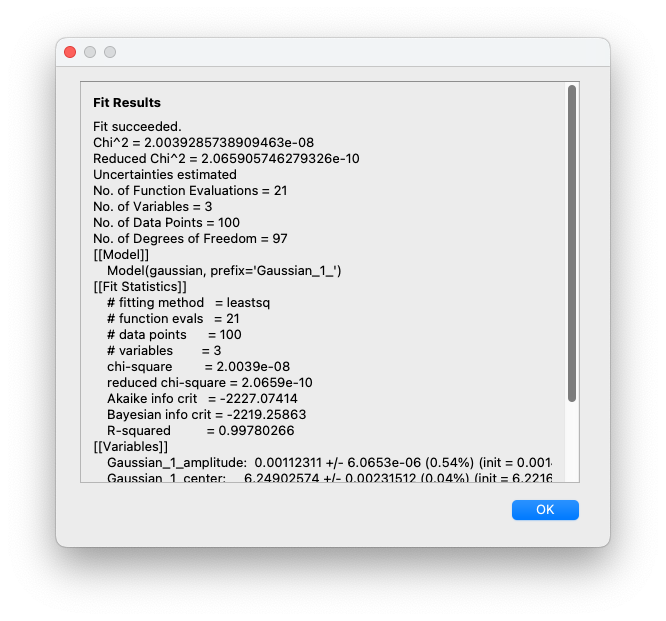 Fit Results
Fit succeeded.
Chi^2 = 2.0039285738909463e-08
Reduced Chi^2 = 2.065905746279326e-10
Uncertainties estimated
No. of Function Evaluations = 21
No. of Variables = 3
No. of Data Points = 100
No. of Degrees of Freedom = 97
[[Model]]
Model(gaussian, prefix='Gaussian_1_')
[[Fit Statistics]]
# fitting method = leastsq
# function evals = 21
# data points = 100
# variables = 3
chi-square = 2.0039e-08
reduced chi-square = 2.0659e-10
Akaike info crit = -2227.07414
Bayesian info crit = -2219.25863
R-squared = 0.99780266
[[Variables]]
Gaussian_1_amplitude: 0.00112311 +/- 6.0653e-06 (0.54%) (init = 0.001
Gaussian_1_center: 6.24902574 +/- 0.00231512 (0.04%) (init = 6.2216
OK